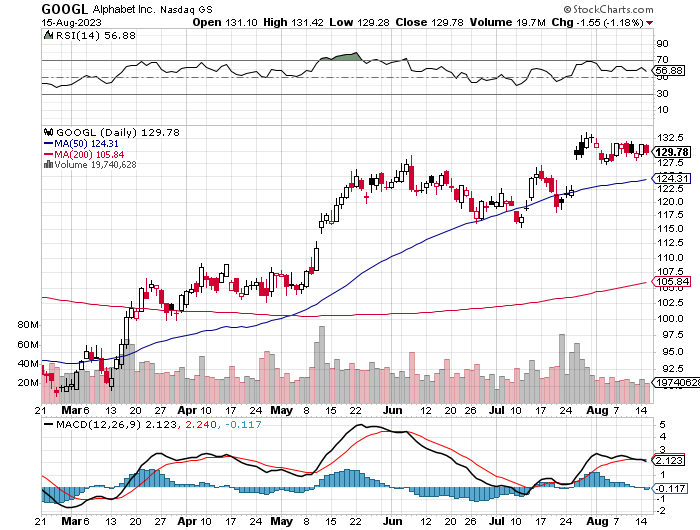 GOOGL Alphabet Inc. Nasdaq GS
© StockCharts.com
15-Aug-2023
Open 131.10 High 131.42 Low 129.28 Close 129.78 Volume 19.7M Chg -1.55 (-1.18%)
RSI(14) 56.88
90
70
56.88
50
30
10
GOOGL (Daily) 129.78
MA(50) 124.31
MA(200) 105.84
Volume 19,740,628
132.5
129.78
127.5
124.31
122.5
120.0
117.5
115.0
112.5
110.0
107.5
105.84
102.5
100.0
97.5
95.0
92.5
90.0
80M
60M
40M
20M
19740628
21 Mar 6 13 20 27 Apr 10 17 24 May 8 15 22 Jun 12 20 26 Jul 10 17 24 Aug 7 14
MACD(12,26,9) 2.123, 2.240, -0.117
5
4
3
2.123
1
-0.117
-1
-2
21 Mar 6 13 20 27 Apr 10 17 24 May 8 15 22 Jun 12 20 26 Jul 10 17 24 Aug 7 14